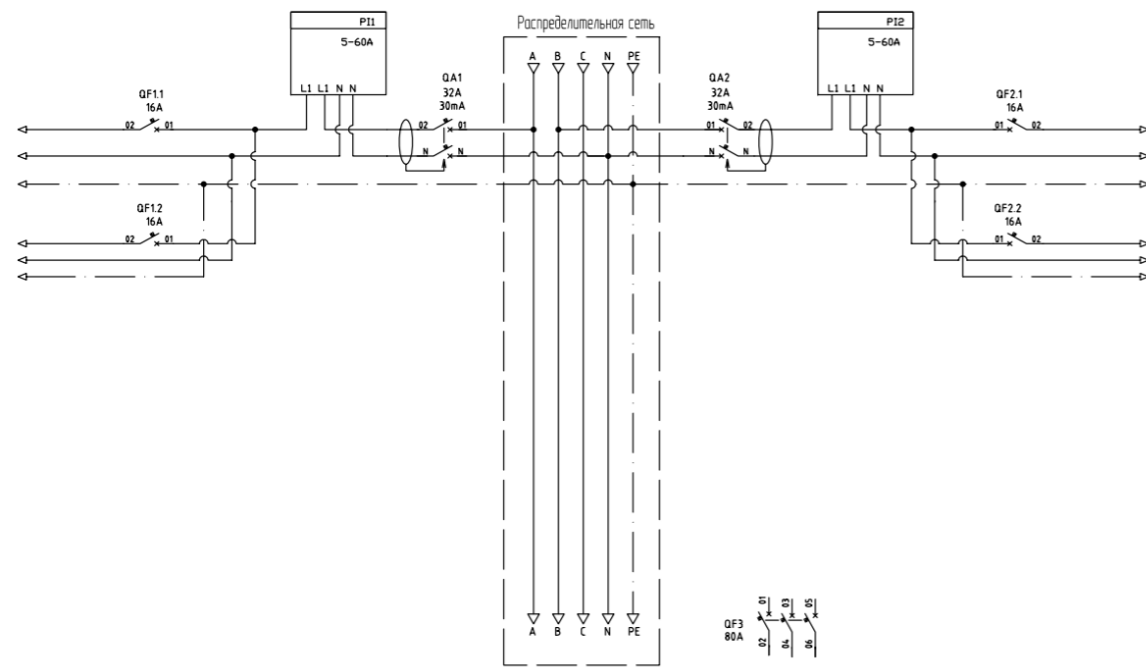 PI1
5-60A
L1 L1 N N
Распределительная сеть
A B C N PE
PI2
5-60A
L1 L1 N N
QF1.1
16A
02 01
QA1
32A
30mA
02 01
N N
QA2
32A
30mA
01 02
N N
QF2.1
16A
01 02
QF1.2
16A
02 01
QF2.2
16A
01 02
A B C N PE
QF3
80A
01 03 05
02 04 06